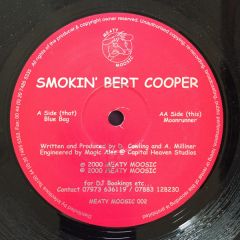 MEATY
MOOSIC
SMOKIN' BERT COOPER
A Side (that)
Blue Bag
AA Side (this)
Moonrunner
Written and Produced by D. Cowling and A. Milliner
Engineered by Magic Alex @ Capital Heaven Studios
℗ 2000 MEATY MOOSIC
© 2000 MEATY MOOSIC
for DJ Bookings etc...
Contact 07973 636119 / 07883 128230
MEATY MOOSIC 002